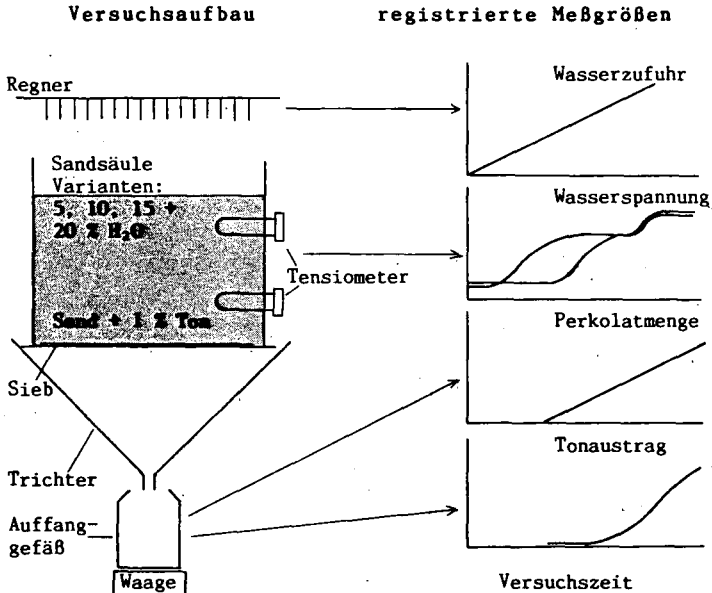 Versuchsaufbau
registrierte Meßgrößen
Regner
Sandsäule
Varianten:
5, 10, 15 +
20 % H₂O
Tensiometer
Sand + 1 % Ton
Sieb
Trichter
Auffang-
gefäß
Waage
Wasserzufuhr
Wasserspannung
Perkolatmenge
Tonaustrag
Versuchszeit